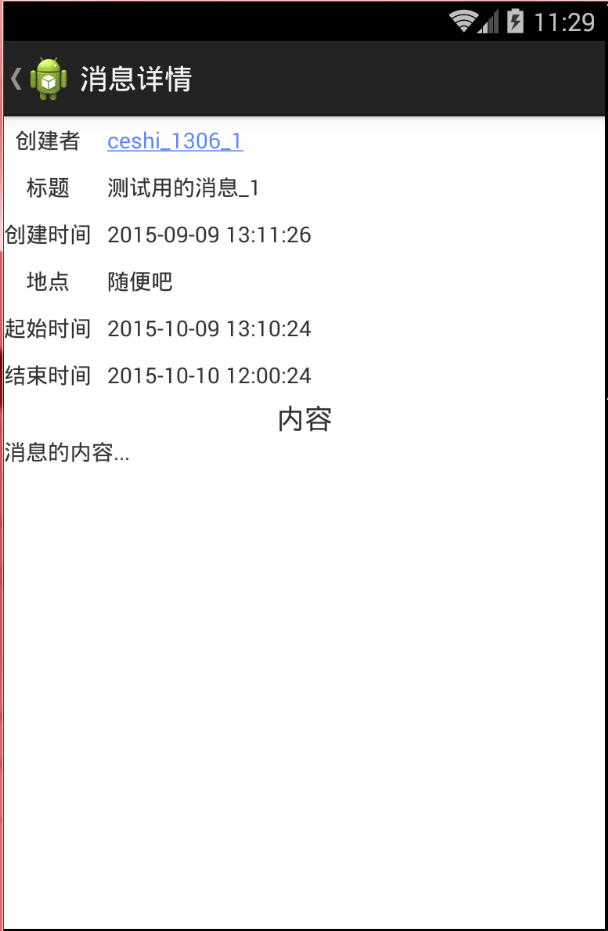 11:29
消息详情
创建者 ceshi_1306_1
标题 测试用的消息_1
创建时间 2015-09-09 13:11:26
地点 随便吧
起始时间 2015-10-09 13:10:24
结束时间 2015-10-10 12:00:24
内容
消息的内容...